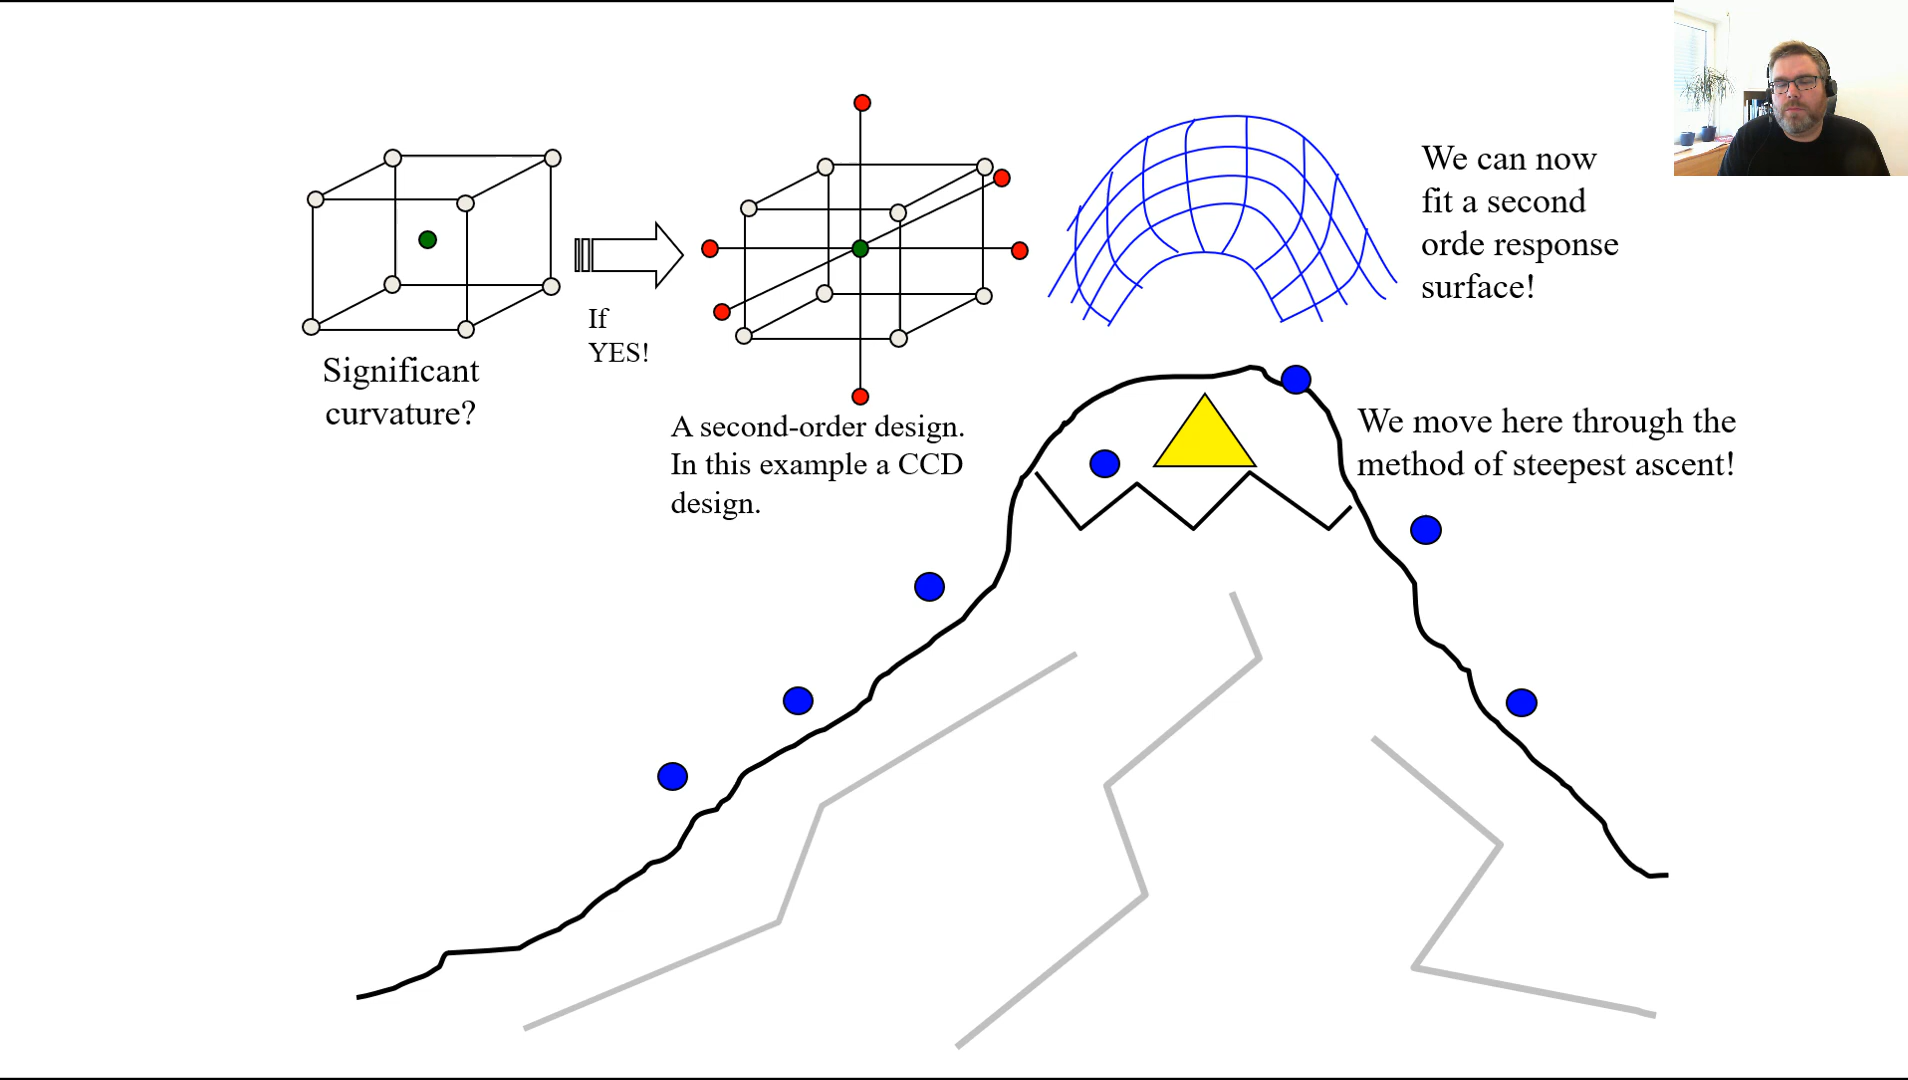 Significant
curvature?
If
YES!
A second-order design.
In this example a CCD
design.
We can now
fit a second
orde response
surface!
We move here through the
method of steepest ascent!